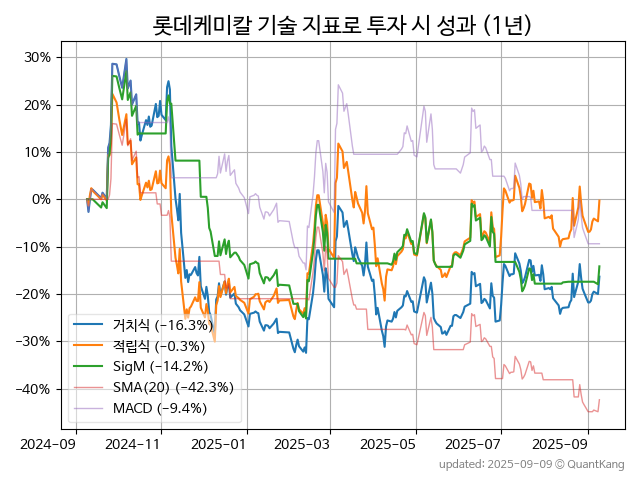 롯데케미칼 기술 지표로 투자 시 성과 (1년)
30%
20%
10%
0%
−10%
−20%
−30%
−40%
거치식 (−16.3%)
적립식 (−0.3%)
SigM (−14.2%)
SMA(20) (−42.3%)
MACD (−9.4%)
2024-09 2024-11 2025-01 2025-03 2025-05 2025-07 2025-09
updated: 2025-09-09 ⓒ QuantKang